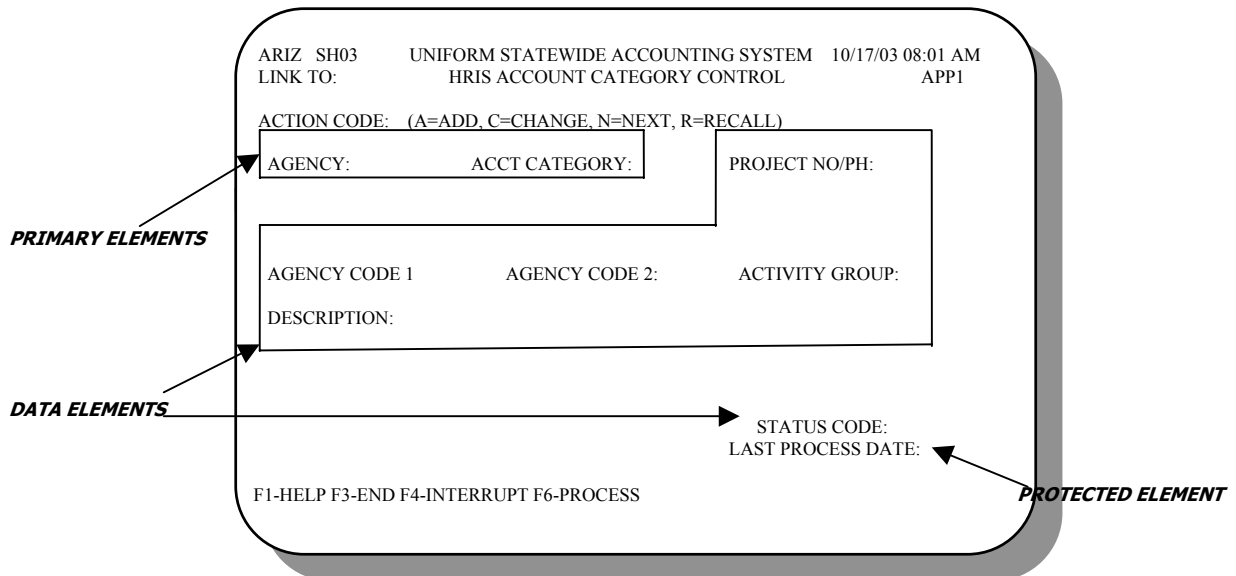 ARIZ SH03 UNIFORM STATEWIDE ACCOUNTING SYSTEM 10/17/03 08:01 AM
LINK TO: HRIS ACCOUNT CATEGORY CONTROL APP1
ACTION CODE: (A=ADD, C=CHANGE, N=NEXT, R=RECALL)
AGENCY: ACCT CATEGORY: PROJECT NO/PH:
PRIMARY ELEMENTS
AGENCY CODE 1 AGENCY CODE 2: ACTIVITY GROUP:
DESCRIPTION:
DATA ELEMENTS
STATUS CODE:
LAST PROCESS DATE:
F1-HELP F3-END F4-INTERRUPT F6-PROCESS
PROTECTED ELEMENT